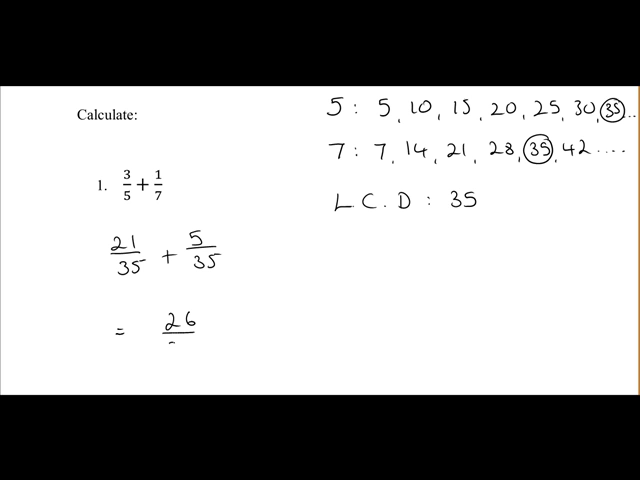 Calculate:
5 : 5, 10, 15, 20, 25, 30, 35...
7 : 7, 14, 21, 28, 35, 42 ....
L.C.D : 35
1. 3/5 + 1/7
21/35 + 5/35
= 26/